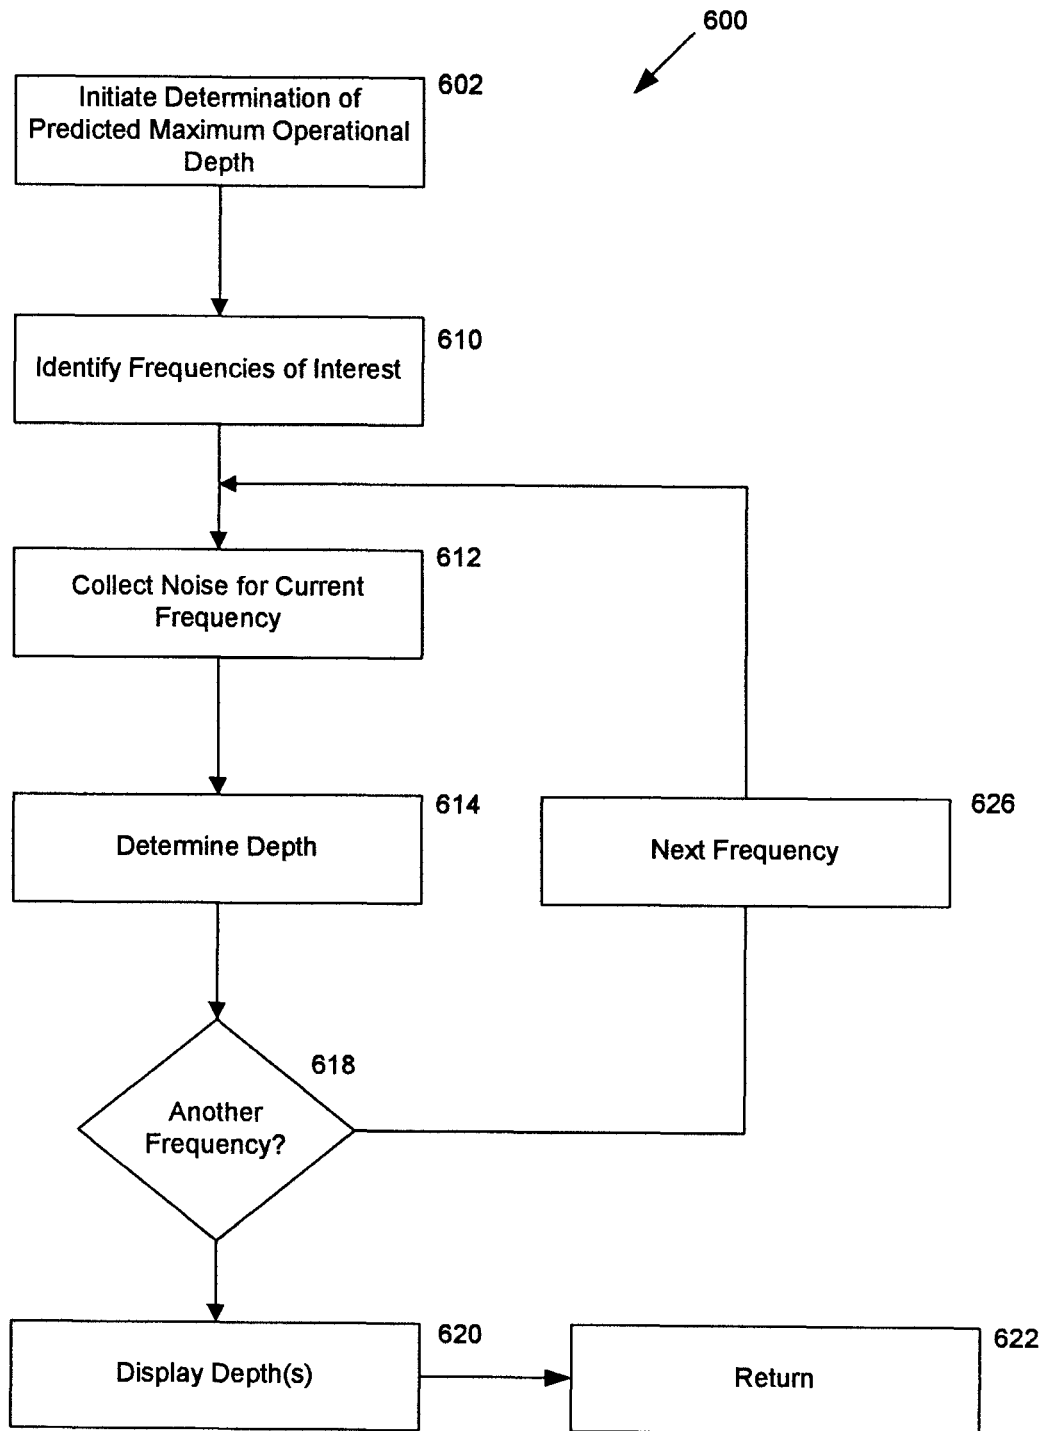 600
602
Initiate Determination of
Predicted Maximum Operational
Depth
610
Identify Frequencies of Interest
612
Collect Noise for Current
Frequency
614
Determine Depth
626
Next Frequency
618
Another
Frequency?
620
Display Depth(s)
622
Return